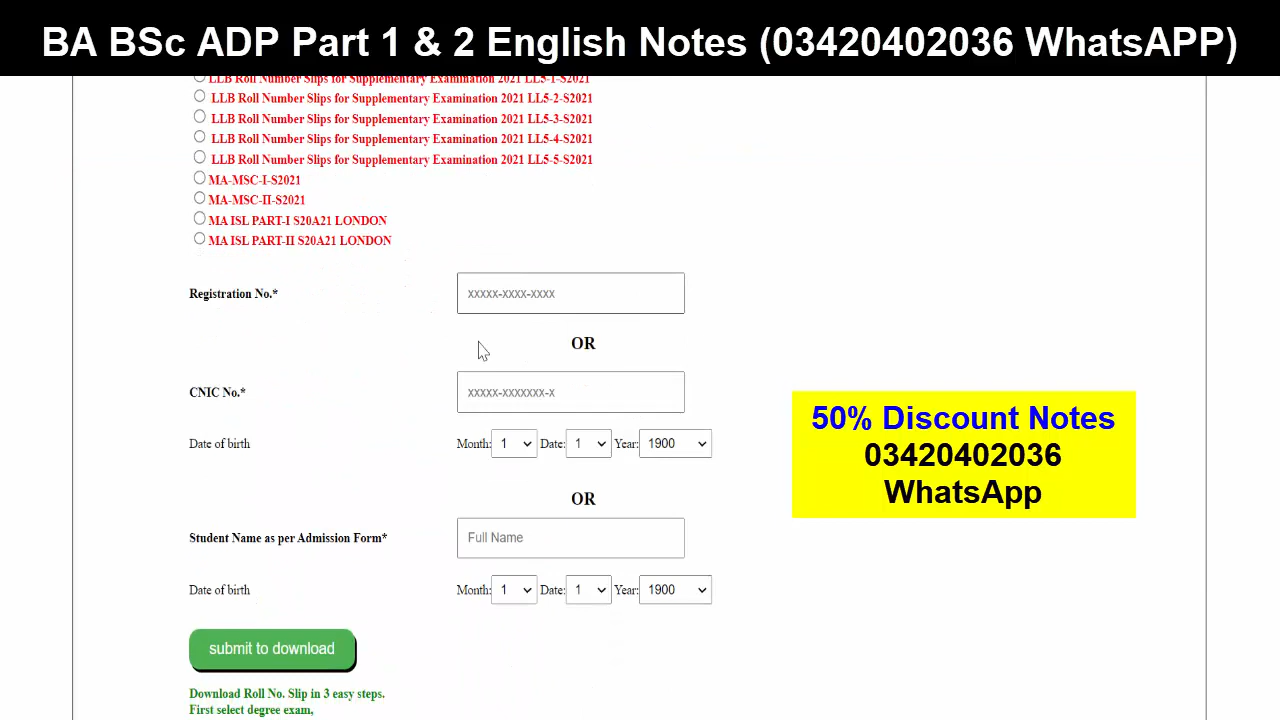 BA BSc ADP Part 1 & 2 English Notes (03420402036 WhatsAPP)
LLB Roll Number Slips for Supplementary Examination 2021 LL5-1-S2021
LLB Roll Number Slips for Supplementary Examination 2021 LL5-2-S2021
LLB Roll Number Slips for Supplementary Examination 2021 LL5-3-S2021
LLB Roll Number Slips for Supplementary Examination 2021 LL5-4-S2021
LLB Roll Number Slips for Supplementary Examination 2021 LL5-5-S2021
MA-MSC-I-S2021
MA-MSC-II-S2021
MA ISL PART-I S20A21 LONDON
MA ISL PART-II S20A21 LONDON
Registration No.* xxxxx-xxxx-xxxx
OR
CNIC No.* xxxxx-xxxxxxx-x
Date of birth Month: 1 Date: 1 Year: 1900
OR
Student Name as per Admission Form* Full Name
Date of birth Month: 1 Date: 1 Year: 1900
submit to download
Download Roll No. Slip in 3 easy steps.
First select degree exam,
50% Discount Notes
03420402036
WhatsApp